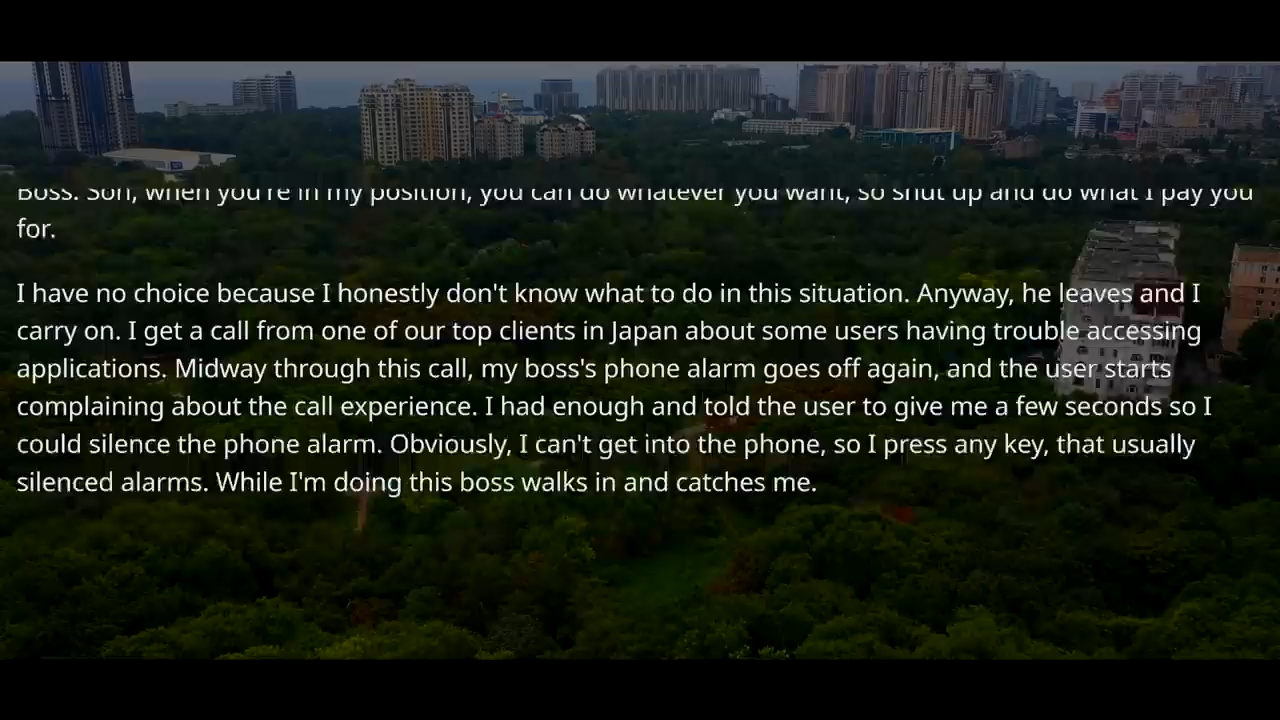 Boss. Son, when you're in my position, you can do whatever you want, so shut up and do what I pay you
for.
I have no choice because I honestly don't know what to do in this situation. Anyway, he leaves and I
carry on. I get a call from one of our top clients in Japan about some users having trouble accessing
applications. Midway through this call, my boss's phone alarm goes off again, and the user starts
complaining about the call experience. I had enough and told the user to give me a few seconds so I
could silence the phone alarm. Obviously, I can't get into the phone, so I press any key, that usually
silenced alarms. While I'm doing this boss walks in and catches me.